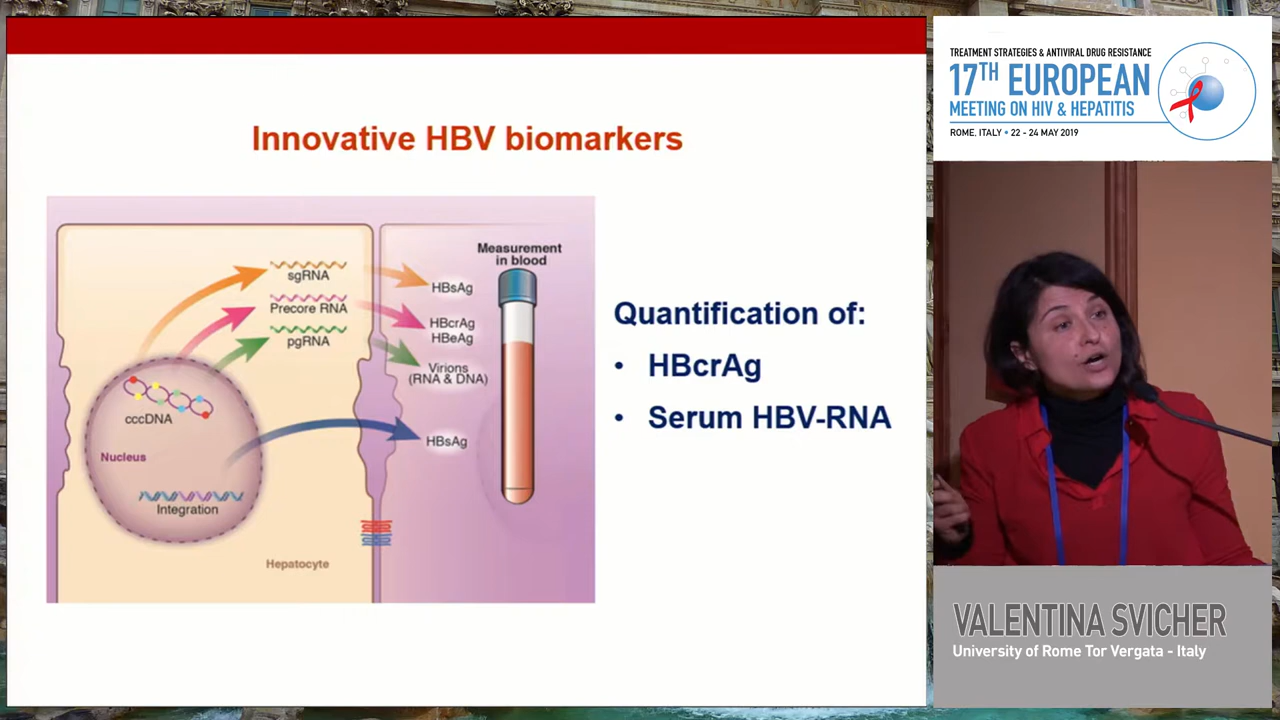 Innovative HBV biomarkers
Measurement
in blood
sgRNA
HBsAg
Precore RNA
HBcrAg
HBeAg
pgRNA
Virions
(RNA & DNA)
cccDNA
HBsAg
Nucleus
Integration
Hepatocyte
Quantification of:
• HBcrAg
• Serum HBV-RNA
TREATMENT STRATEGIES & ANTIVIRAL DRUG RESISTANCE
17TH EUROPEAN
MEETING ON HIV & HEPATITIS
ROME, ITALY • 22 - 24 MAY 2019
VALENTINA SVICHER
University of Rome Tor Vergata - Italy